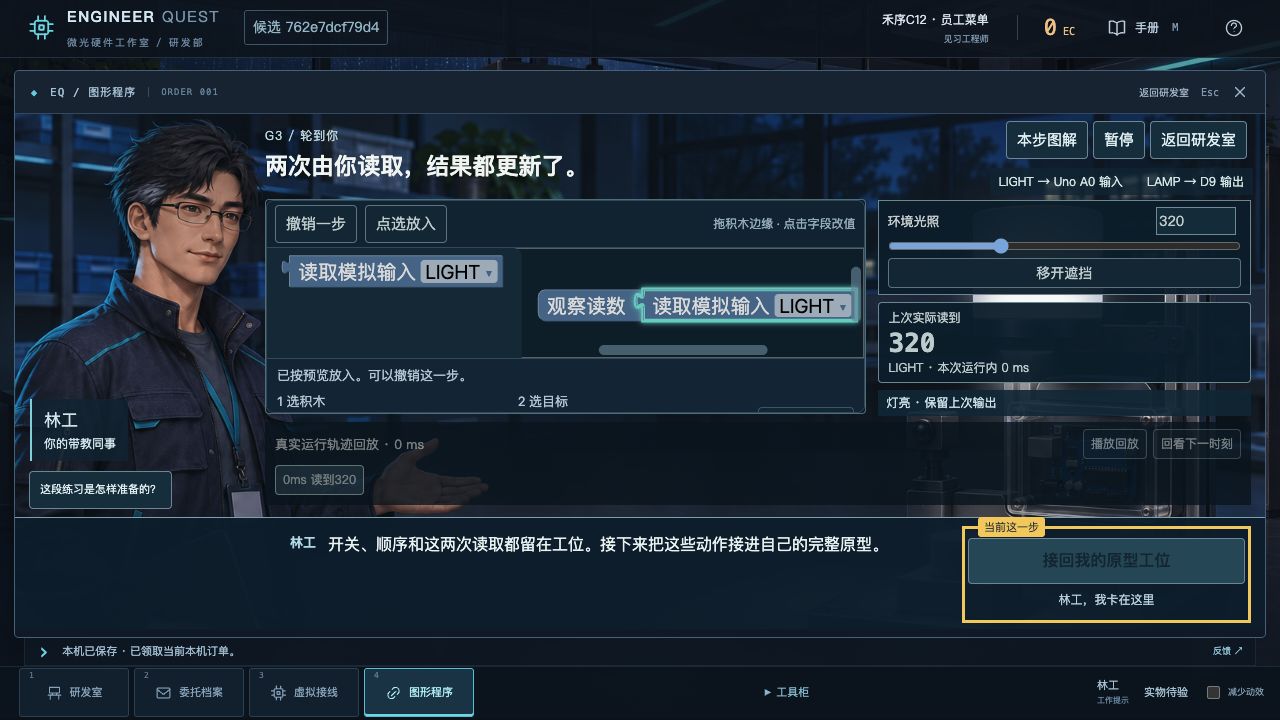 ENGINEER QUEST
微光硬件工作室 / 研发部
候选 762e7dcf79d4
禾序C12 · 员工菜单
见习工程师
0 EC
手册 M
EQ / 图形程序
ORDER 001
返回研发室 Esc
G3 / 轮到你
两次由你读取，结果都更新了。
本步图解
暂停
返回研发室
LIGHT → Uno A0 输入
LAMP → D9 输出
撤销一步
点选放入
拖积木边缘 · 点击字段改值
读取模拟输入 LIGHT
观察读数 读取模拟输入 LIGHT
已按预览放入。可以撤销这一步。
1 选积木
2 选目标
环境光照
320
移开遮挡
上次实际读到
320
LIGHT · 本次运行内 0 ms
灯亮 · 保留上次输出
林工
你的带教同事
这段练习是怎样准备的?
真实运行轨迹回放 · 0 ms
播放回放
回看下一时刻
0ms 读到320
林工 开关、顺序和这两次读取都留在工位。接下来把这些动作接进自己的完整原型。
当前这一步
接回我的原型工位
林工，我卡在这里
本机已保存 · 已领取当前本机订单。
反馈 ↗
1 研发室
2 委托档案
3 虚拟接线
4 图形程序
工具柜
林工
工作提示
实物待验
减少动效